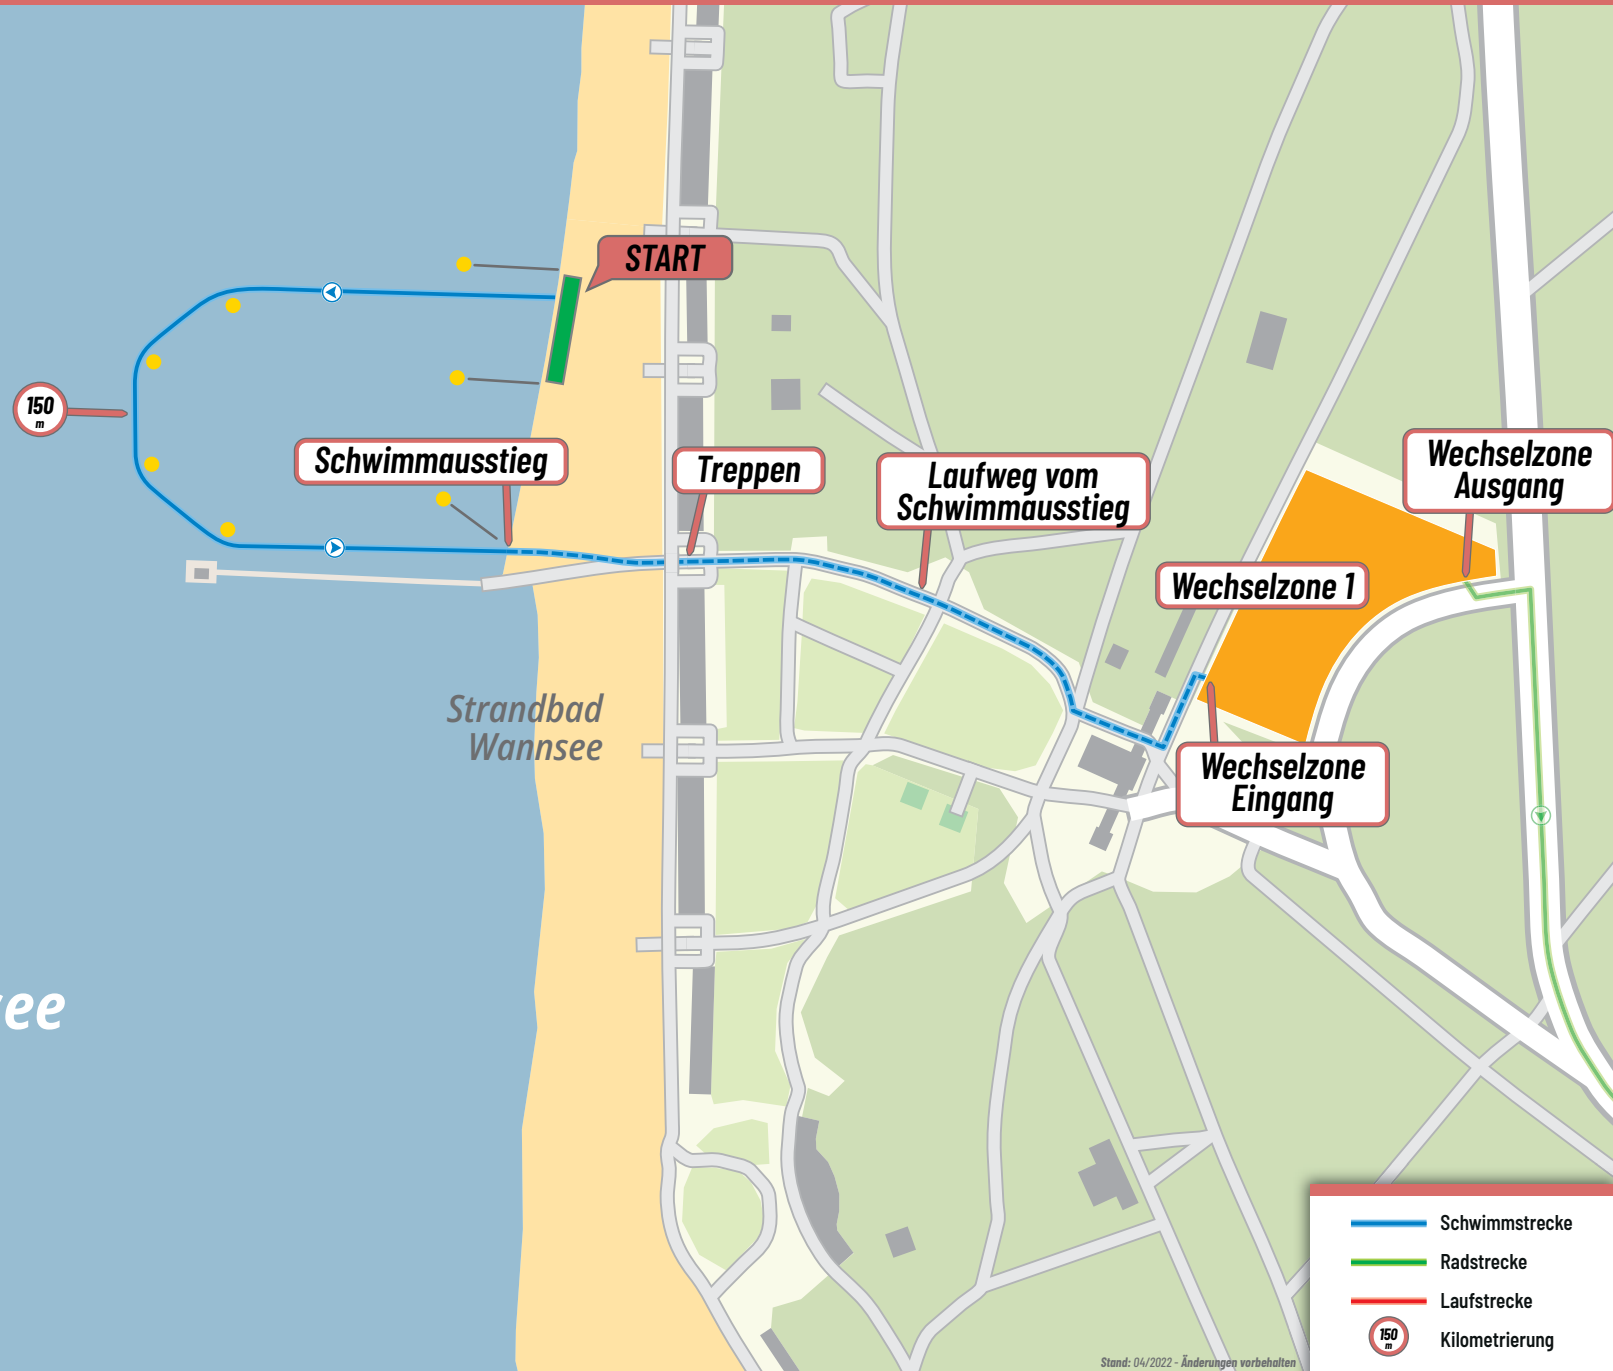 START
150
m
Schwimmausstieg
Treppen
Laufweg vom
Schwimmausstieg
Wechselzone
Ausgang
Wechselzone 1
Wechselzone
Eingang
Strandbad
Wannsee
ee
Schwimmstrecke
Radstrecke
Laufstrecke
150
m
Kilometrierung
Stand: 04/2022 - Änderungen vorbehalten